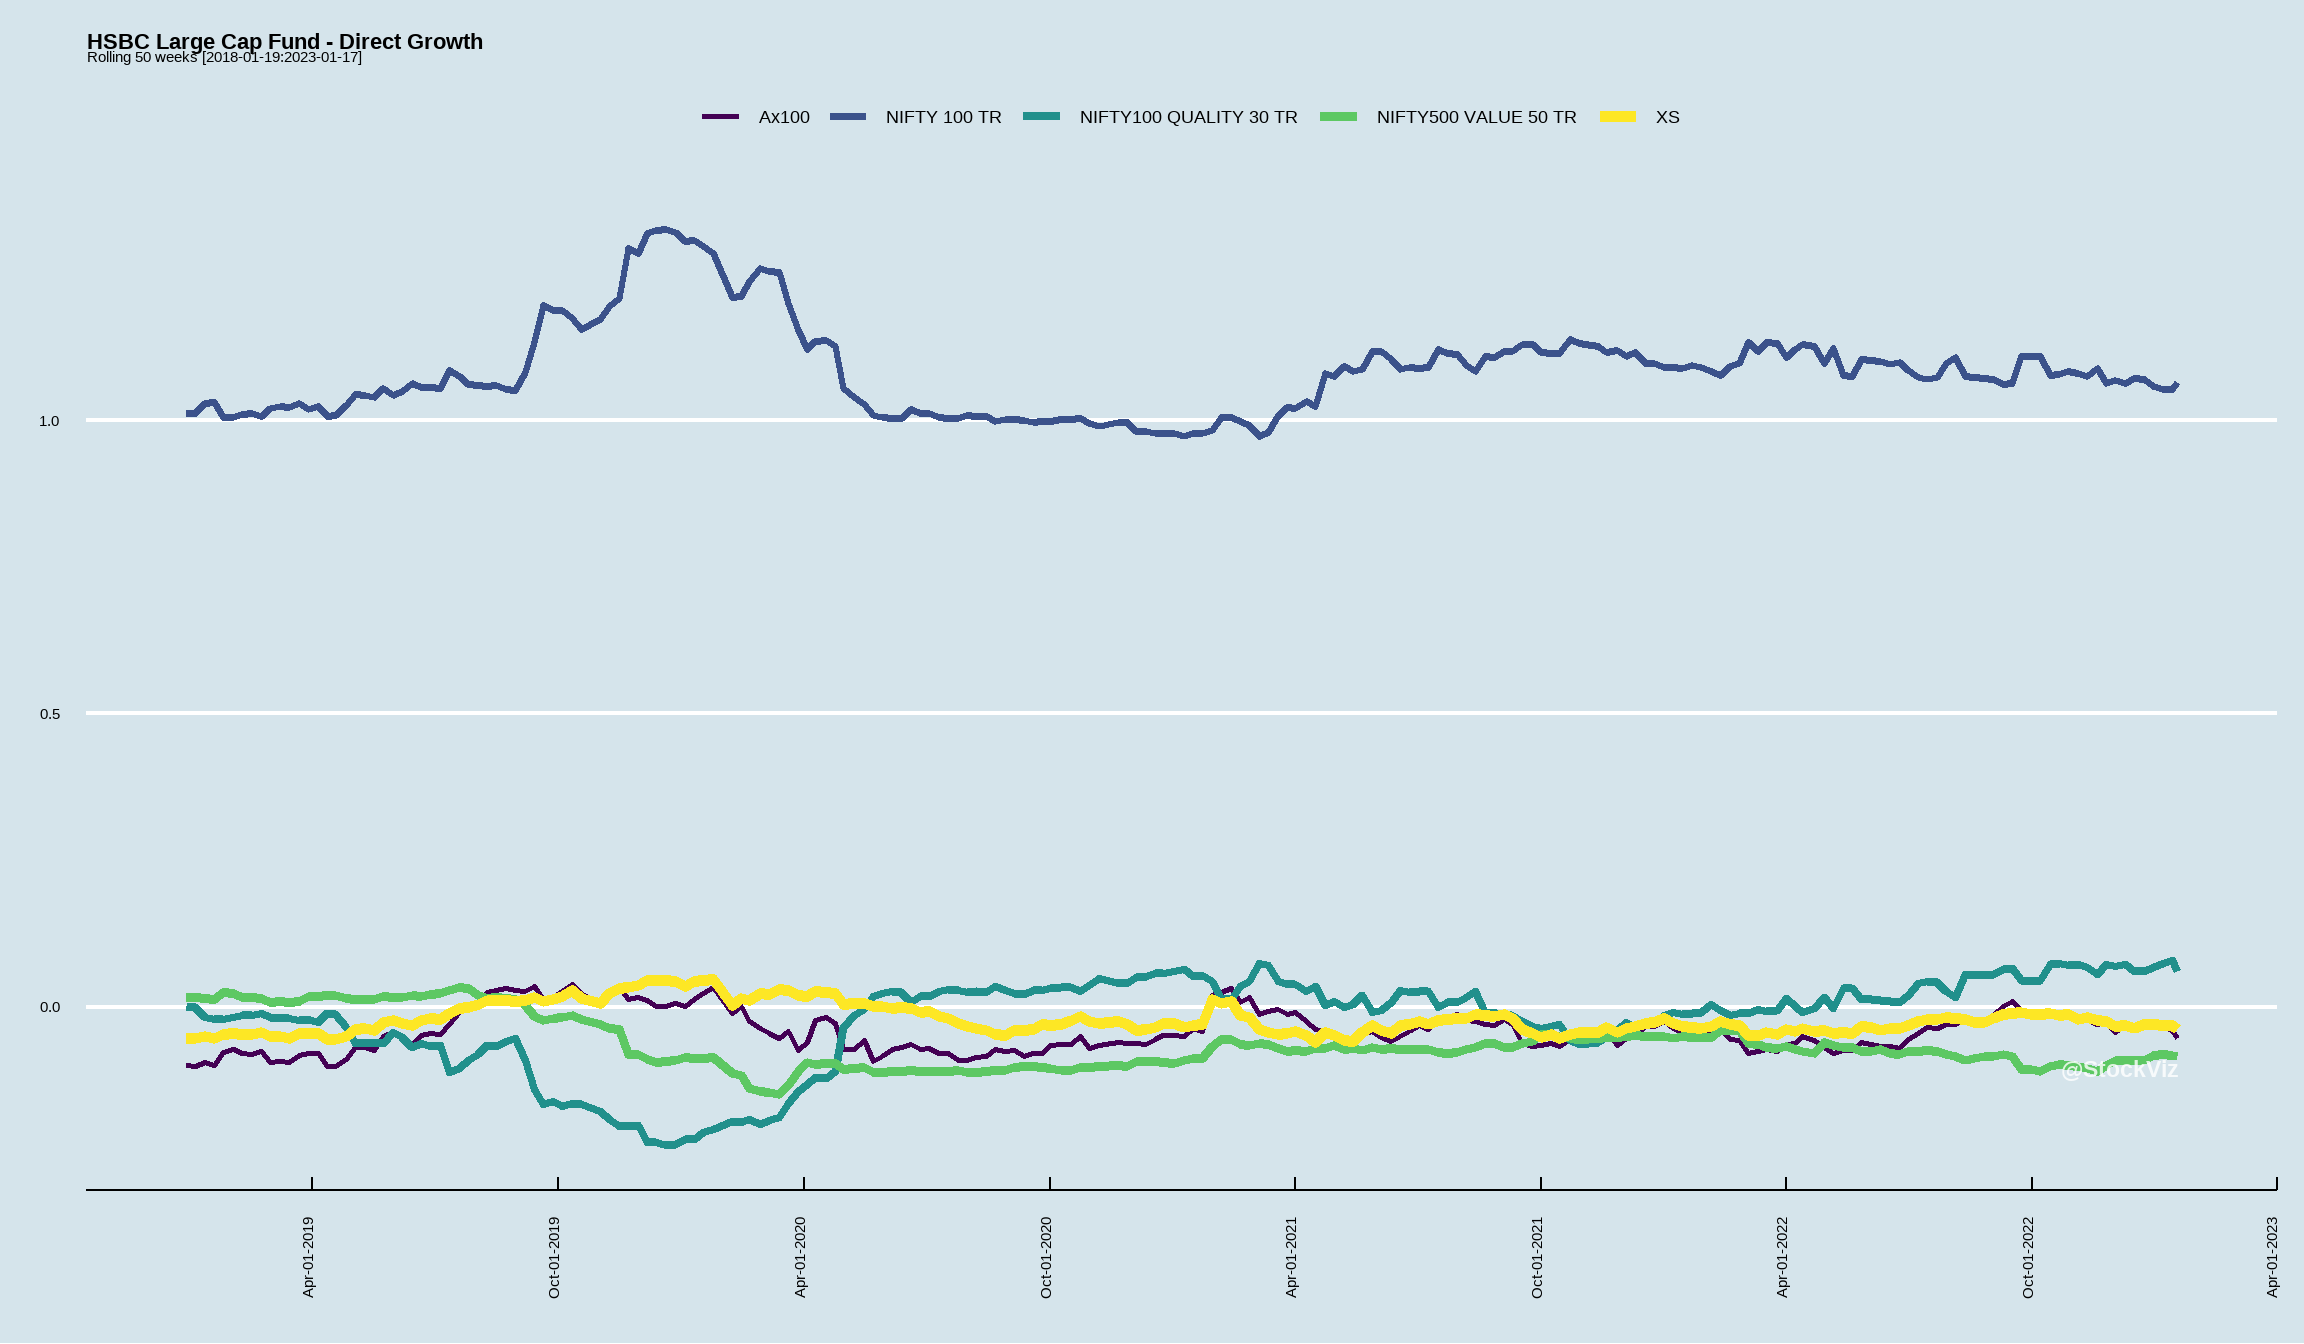 HSBC Large Cap Fund - Direct Growth
Rolling 50 weeks [2018-01-19:2023-01-17]
Ax100 NIFTY 100 TR NIFTY100 QUALITY 30 TR NIFTY500 VALUE 50 TR XS
1.0
0.5
0.0
@StockViz
Apr-01-2019 Oct-01-2019 Apr-01-2020 Oct-01-2020 Apr-01-2021 Oct-01-2021 Apr-01-2022 Oct-01-2022 Apr-01-2023